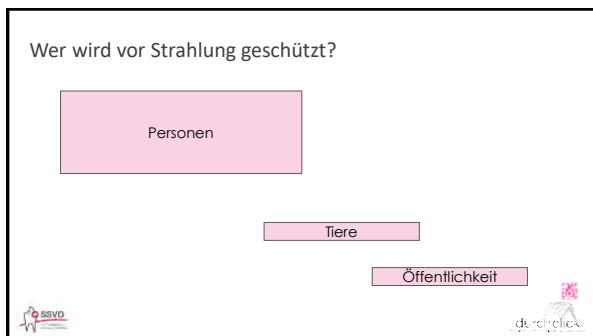 Wer wird vor Strahlung geschützt?
Personen
Tiere
Öffentlichkeit
SSVD